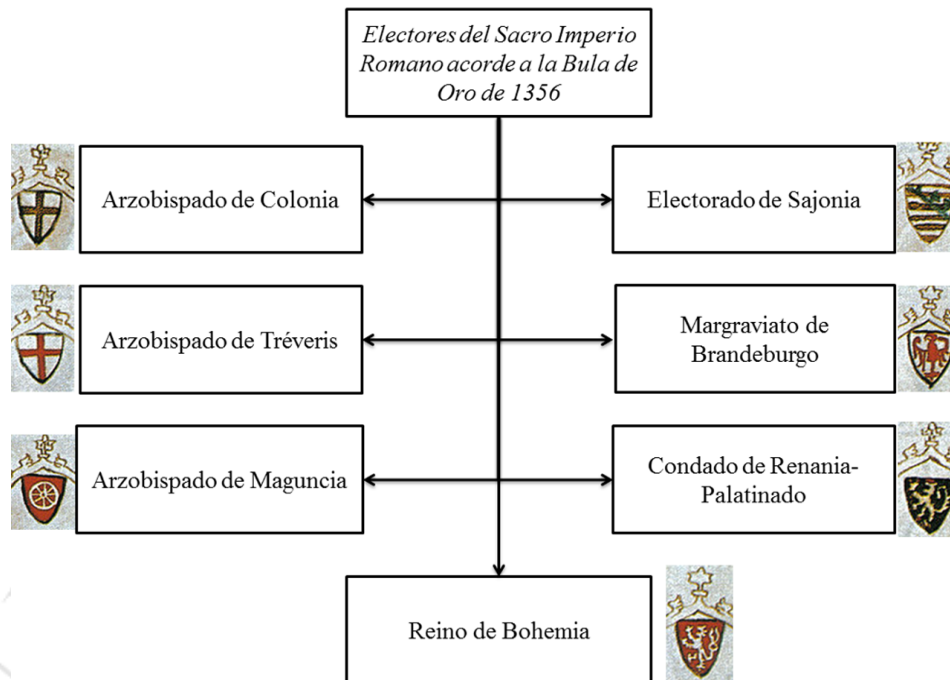 Electores del Sacro Imperio
Romano acorde a la Bula de
Oro de 1356
Arzobispado de Colonia
Electorado de Sajonia
Arzobispado de Tréveris
Margraviato de
Brandeburgo
Arzobispado de Maguncia
Condado de Renania-
Palatinado
Reino de Bohemia